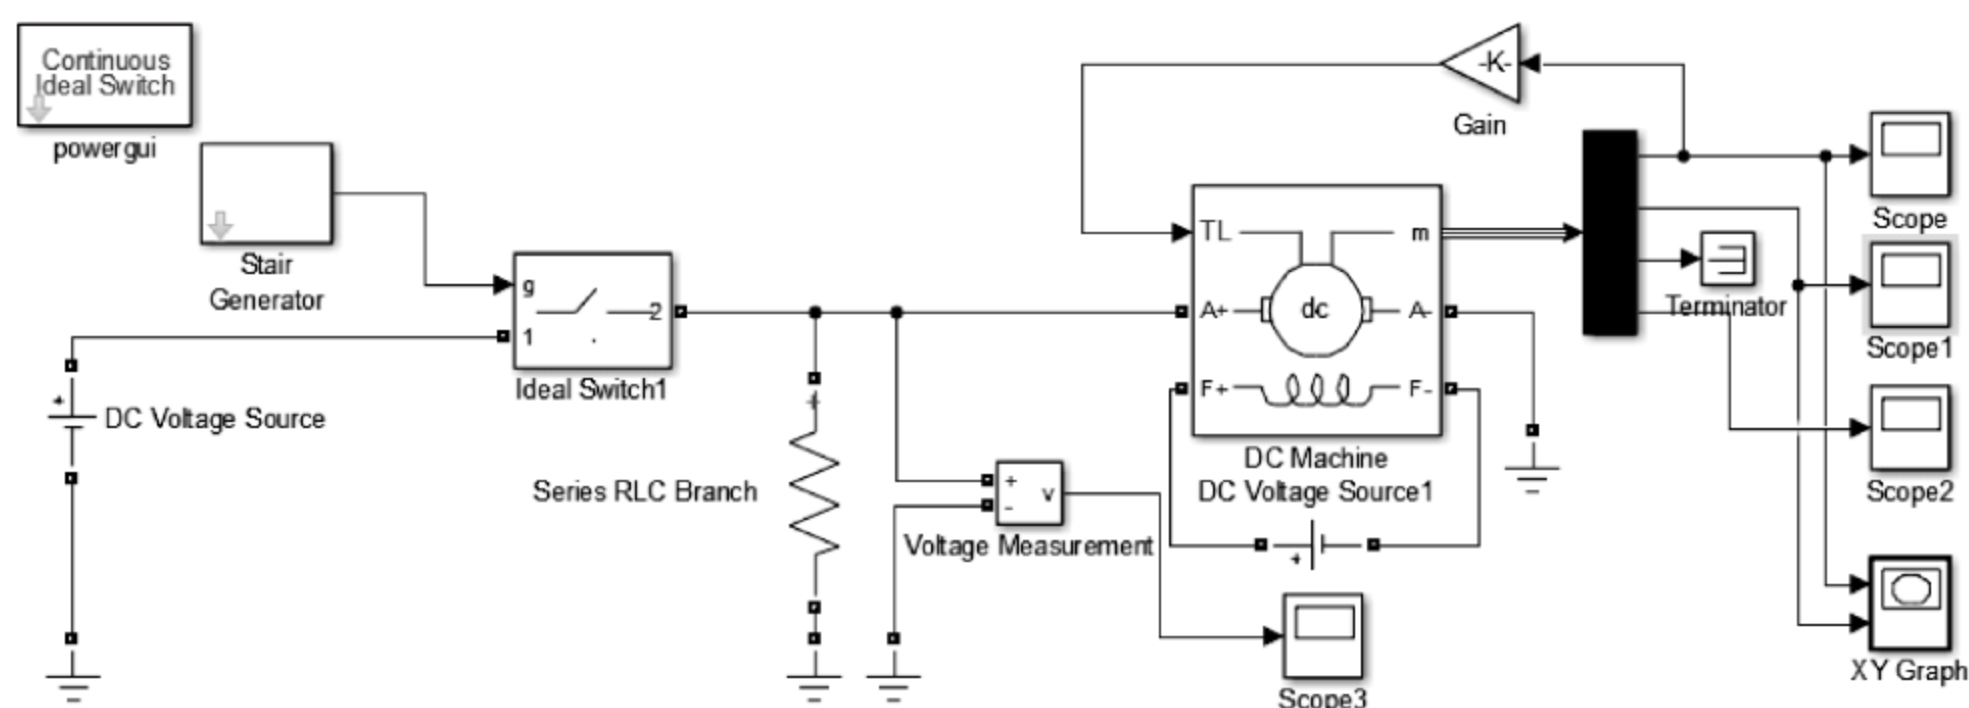 Continuous
Ideal Switch
powergui
Stair
Generator
g
1
2
Ideal Switch1
+
DC Voltage Source
+
Series RLC Branch
+
-
v
Voltage Measurement
-K-
Gain
TL
m
A+
dc
A-
F+
F-
DC Machine
DC Voltage Source1
+
Scope
Terminator
Scope1
Scope2
XY Graph
Scope3